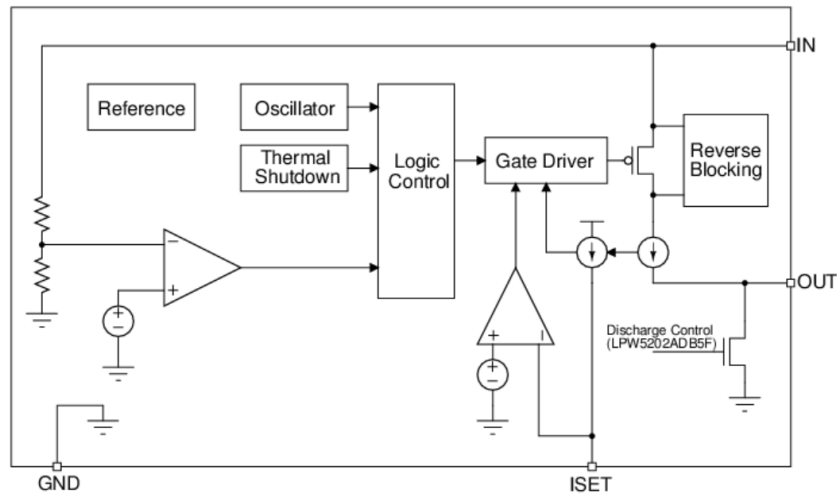 IN
Reference
Oscillator
Thermal
Shutdown
Logic
Control
Gate Driver
Reverse
Blocking
−
+
+
−
OUT
Discharge Control
(LPW5202ADB5F)
+
−
+
−
GND
ISET